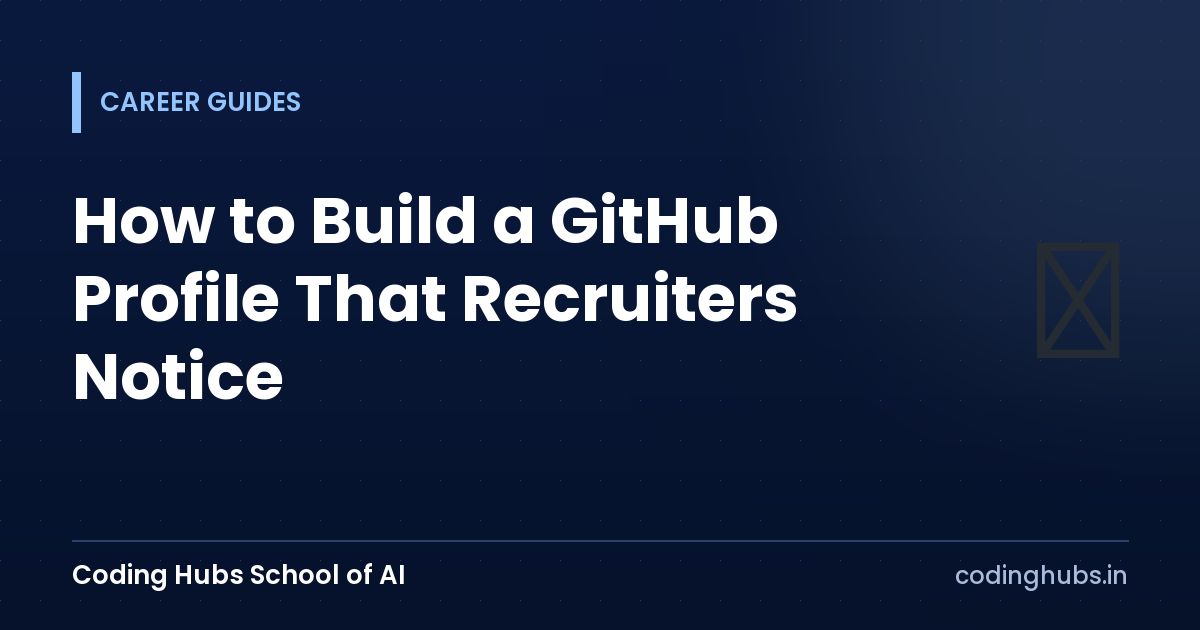 CAREER GUIDES
How to Build a GitHub
Profile That Recruiters
Notice
Coding Hubs School of AI
codinghubs.in